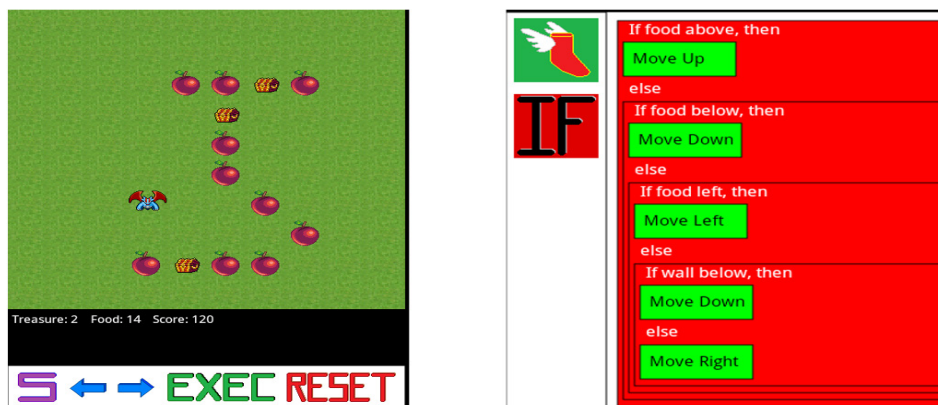 Treasure: 2 Food: 14 Score: 120
S EXEC RESET
IF
If food above, then
Move Up
else
If food below, then
Move Down
else
If food left, then
Move Left
else
If wall below, then
Move Down
else
Move Right